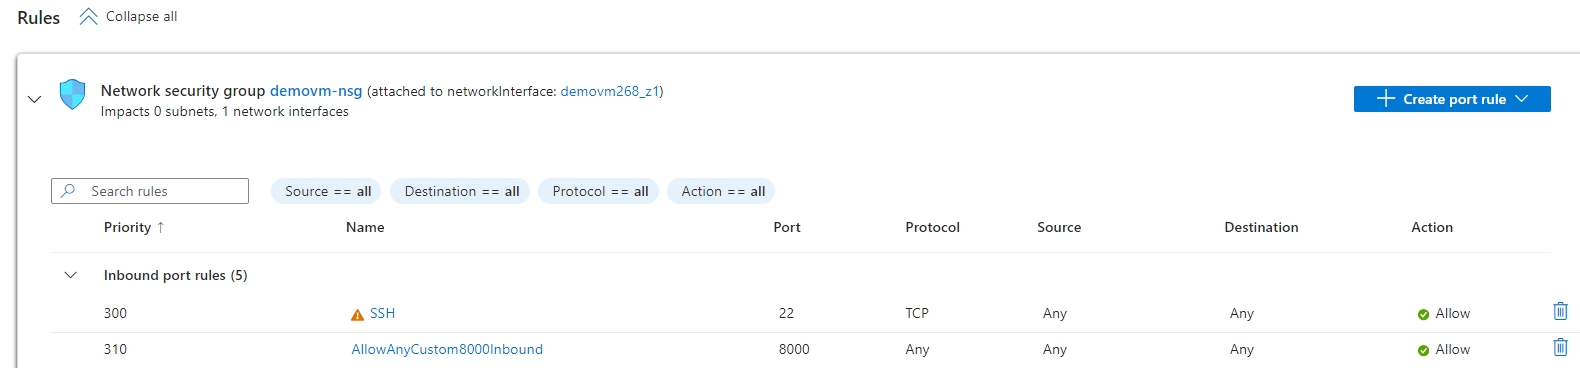 Rules Collapse all
Network security group demovm-nsg (attached to networkInterface: demovm268_z1)
Impacts 0 subnets, 1 network interfaces
Create port rule
Search rules Source == all Destination == all Protocol == all Action == all
Priority ↑ Name Port Protocol Source Destination Action
Inbound port rules (5)
300 SSH 22 TCP Any Any Allow
310 AllowAnyCustom8000Inbound 8000 Any Any Any Allow